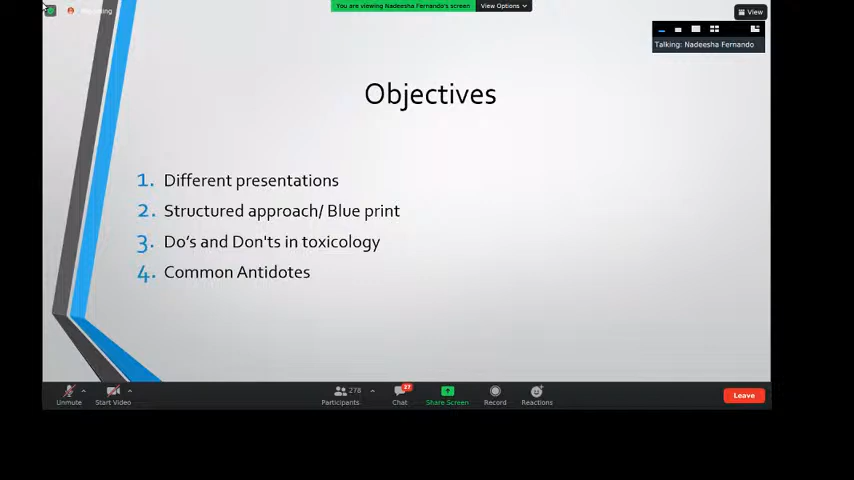 Recording
You are viewing Nadeesha Fernando's screen
View Options
View
Talking: Nadeesha Fernando
Objectives
1. Different presentations
2. Structured approach/ Blue print
3. Do‘s and Don'ts in toxicology
4. Common Antidotes
Unmute
Start Video
278
Participants
37
Chat
Share Screen
Record
Reactions
Leave